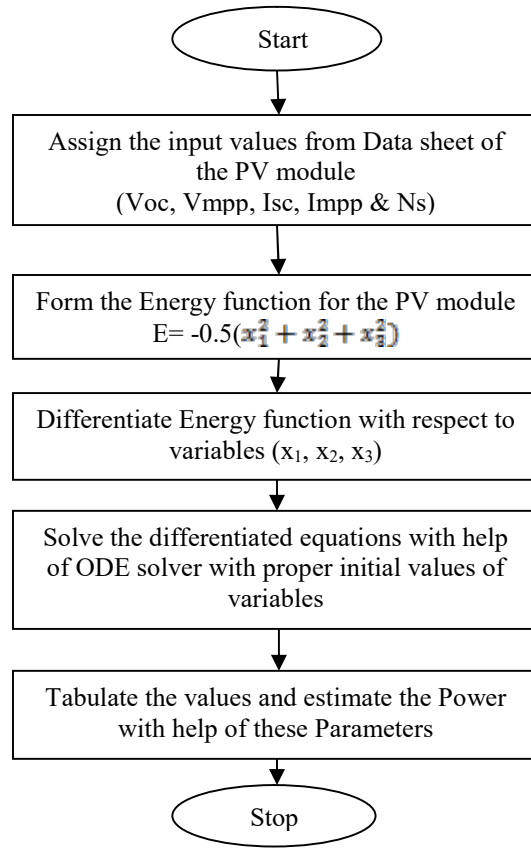 Start
Assign the input values from Data sheet of
the PV module
(Voc, Vmpp, Isc, Impp & Ns)
Form the Energy function for the PV module
E= -0.5(x₁² + x₂² + x₃²)
Differentiate Energy function with respect to
variables (x₁, x₂, x₃)
Solve the differentiated equations with help
of ODE solver with proper initial values of
variables
Tabulate the values and estimate the Power
with help of these Parameters
Stop